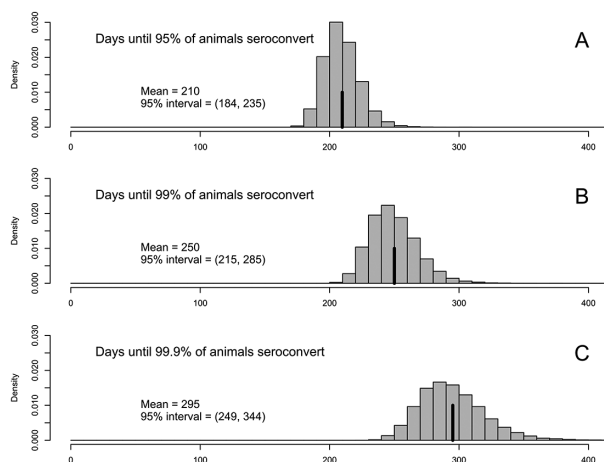 Days until 95% of animals seroconvert
A
Mean = 210
95% interval = (184, 235)
Density
0.000 0.010 0.020 0.030
0 100 200 300 400
Days until 99% of animals seroconvert
B
Mean = 250
95% interval = (215, 285)
Density
0.000 0.010 0.020 0.030
0 100 200 300 400
Days until 99.9% of animals seroconvert
C
Mean = 295
95% interval = (249, 344)
Density
0.000 0.010 0.020 0.030
0 100 200 300 400